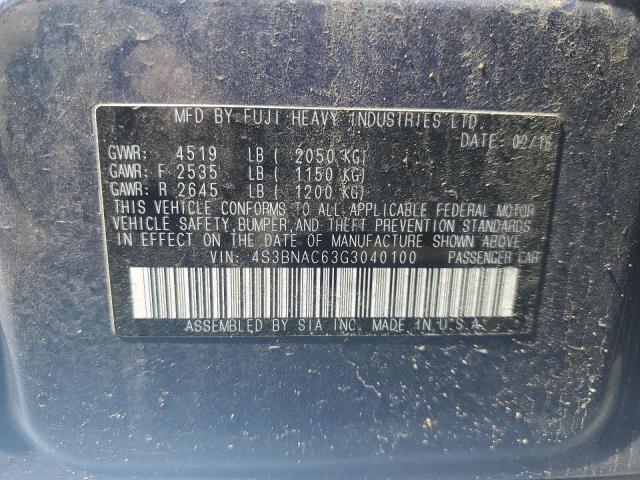 MFD BY FUJI HEAVY INDUSTRIES LTD.
DATE: 02/16
GVWR: 4519 LB ( 2050 KG)
GAWR: F 2535 LB ( 1150 KG)
GAWR: R 2645 LB ( 1200 KG)
THIS VEHICLE CONFORMS TO ALL APPLICABLE FEDERAL MOTOR
VEHICLE SAFETY, BUMPER, AND THEFT PREVENTION STANDARDS
IN EFFECT ON THE DATE OF MANUFACTURE SHOWN ABOVE
VIN: 4S3BNAC63G3040100 PASSENGER CAR
ASSEMBLED BY SIA INC. MADE IN U.S.A.